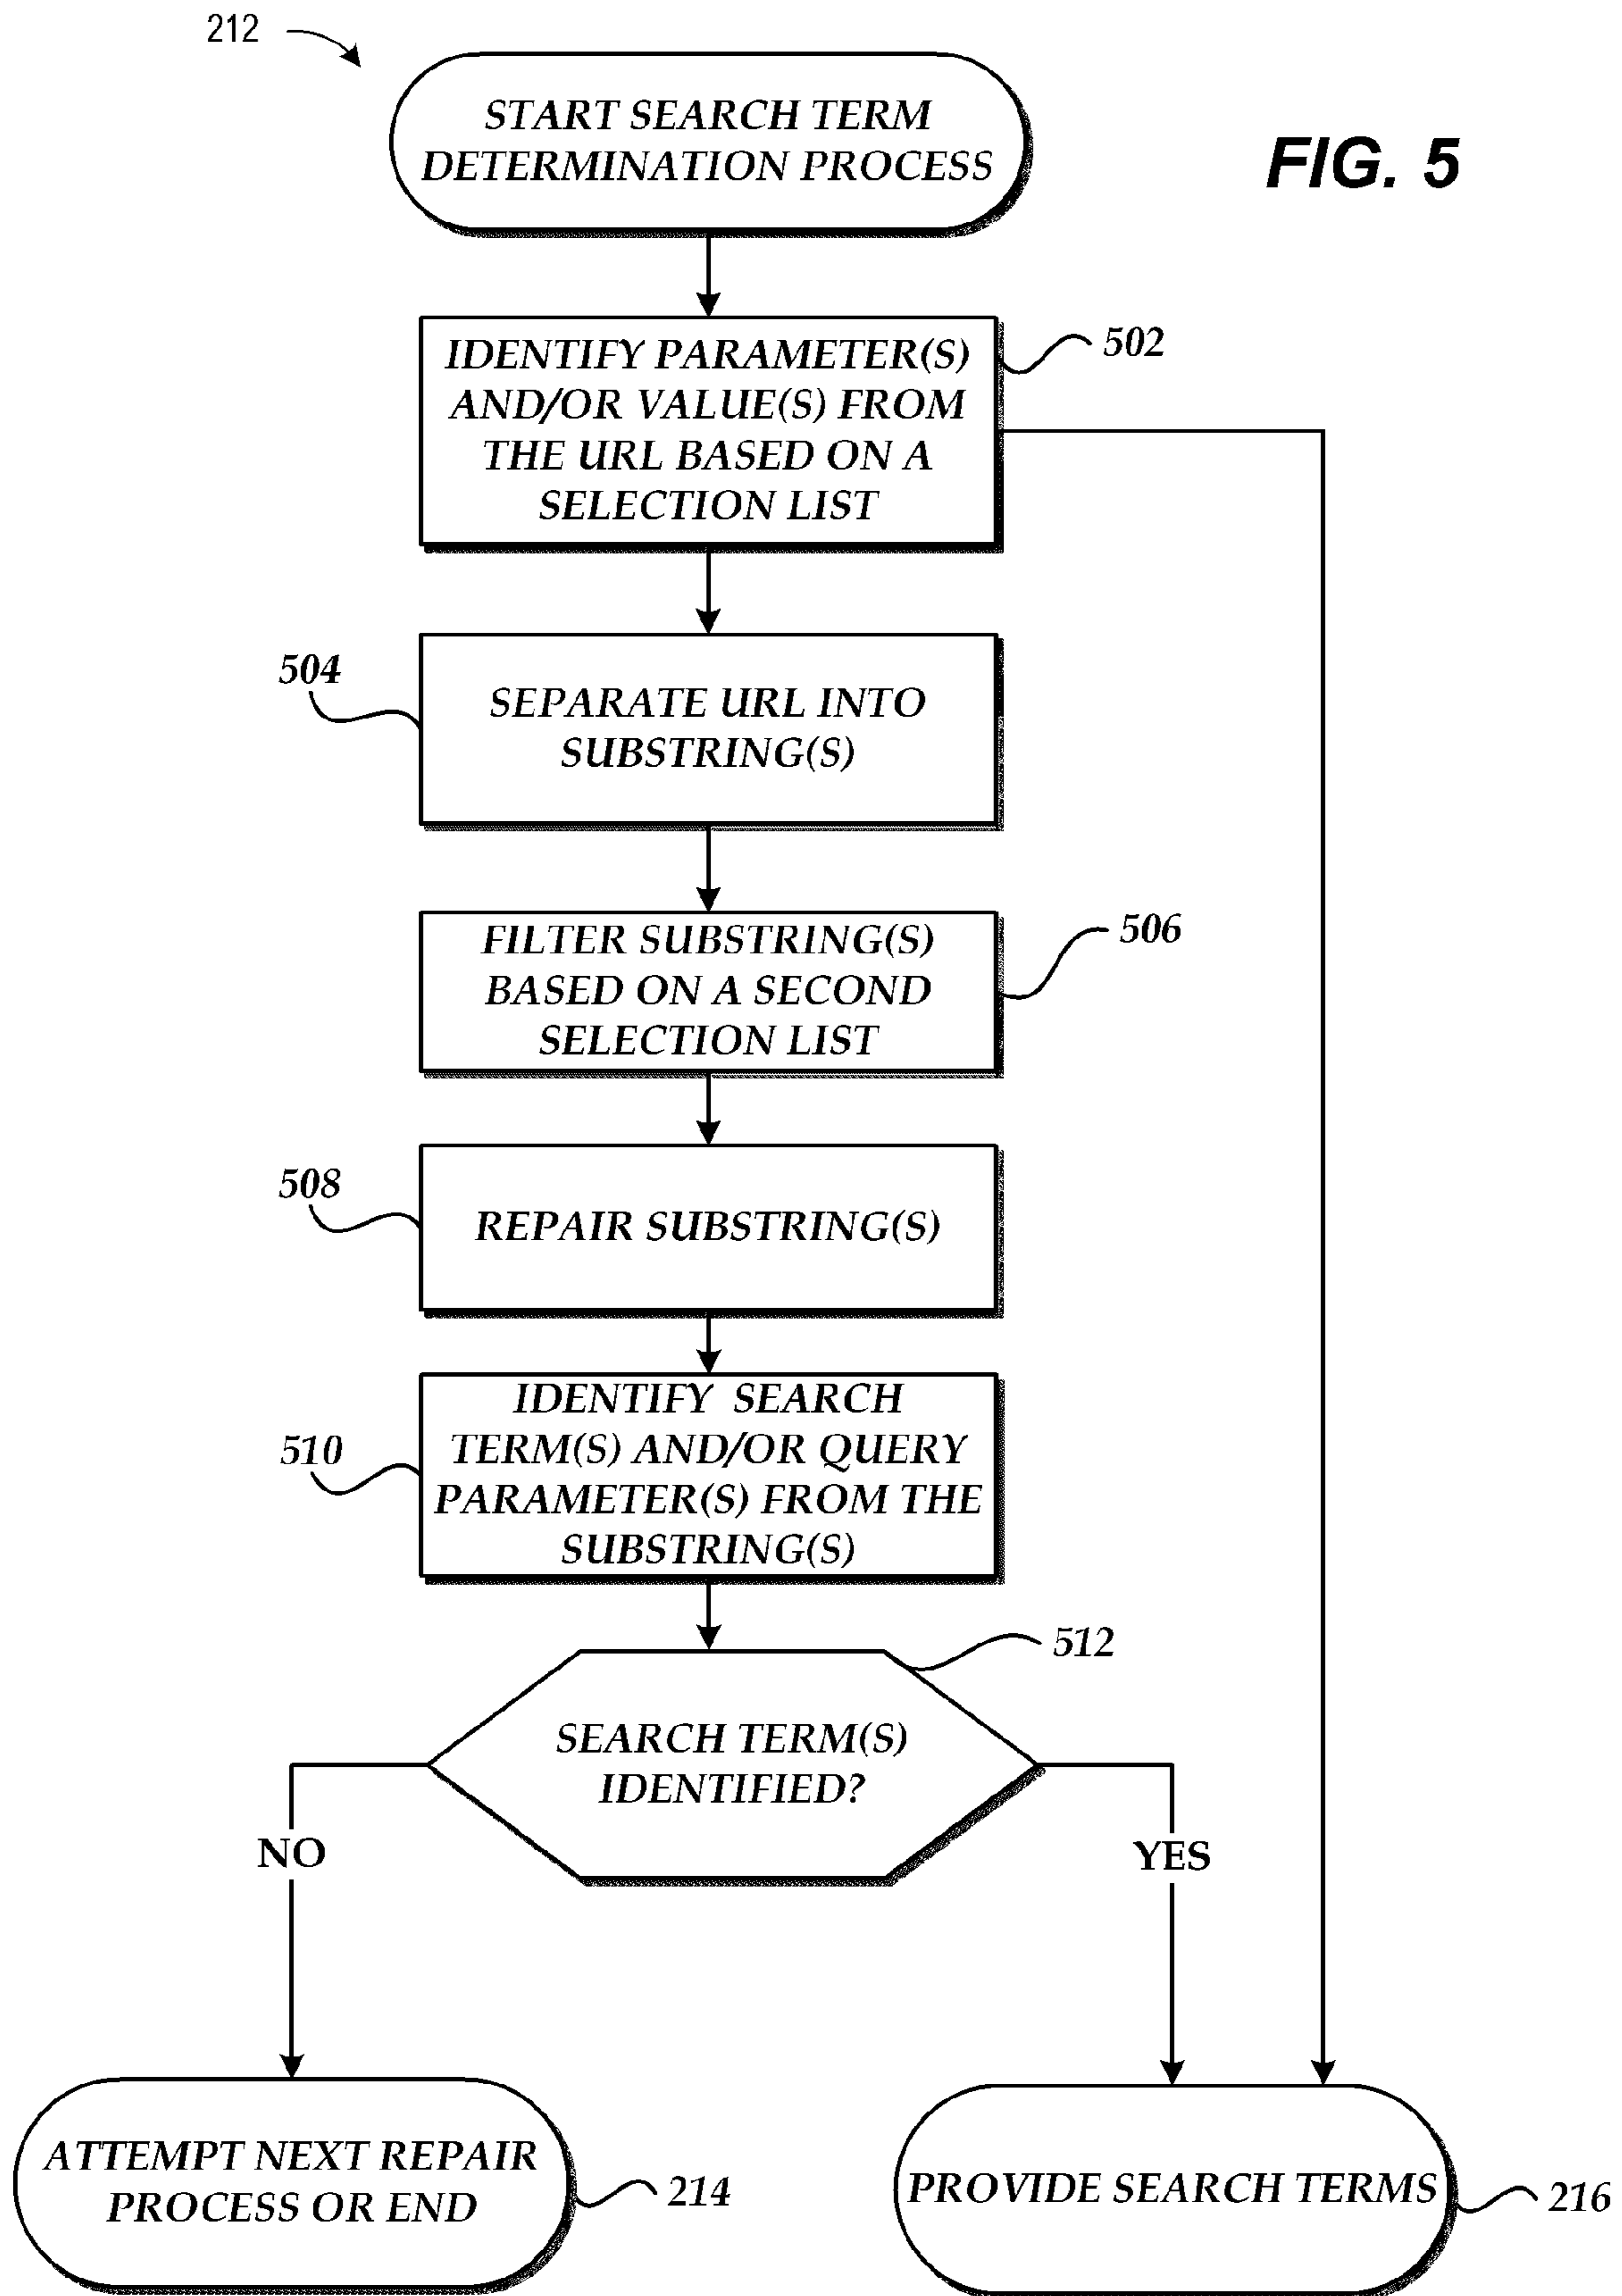 212
START SEARCH TERM
DETERMINATION PROCESS
FIG. 5
IDENTIFY PARAMETER(S)
AND/OR VALUE(S) FROM
THE URL BASED ON A
SELECTION LIST
502
504
SEPARATE URL INTO
SUBSTRING(S)
FILTER SUBSTRING(S)
BASED ON A SECOND
SELECTION LIST
506
508
REPAIR SUBSTRING(S)
510
IDENTIFY SEARCH
TERM(S) AND/OR QUERY
PARAMETER(S) FROM THE
SUBSTRING(S)
512
SEARCH TERM(S)
IDENTIFIED?
NO
YES
ATTEMPT NEXT REPAIR
PROCESS OR END
214
PROVIDE SEARCH TERMS
216